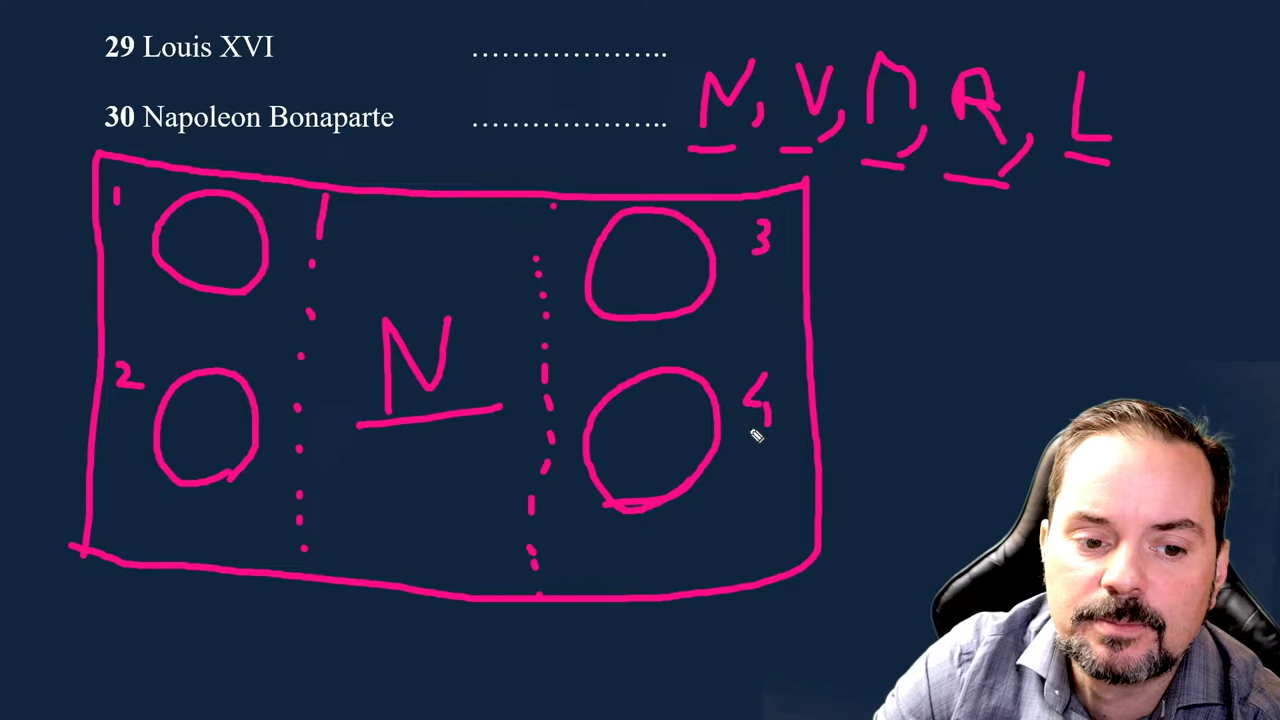 29 Louis XVI ………………..
30 Napoleon Bonaparte ………………..
N, V, Π, R, L
1
3
N
2
4